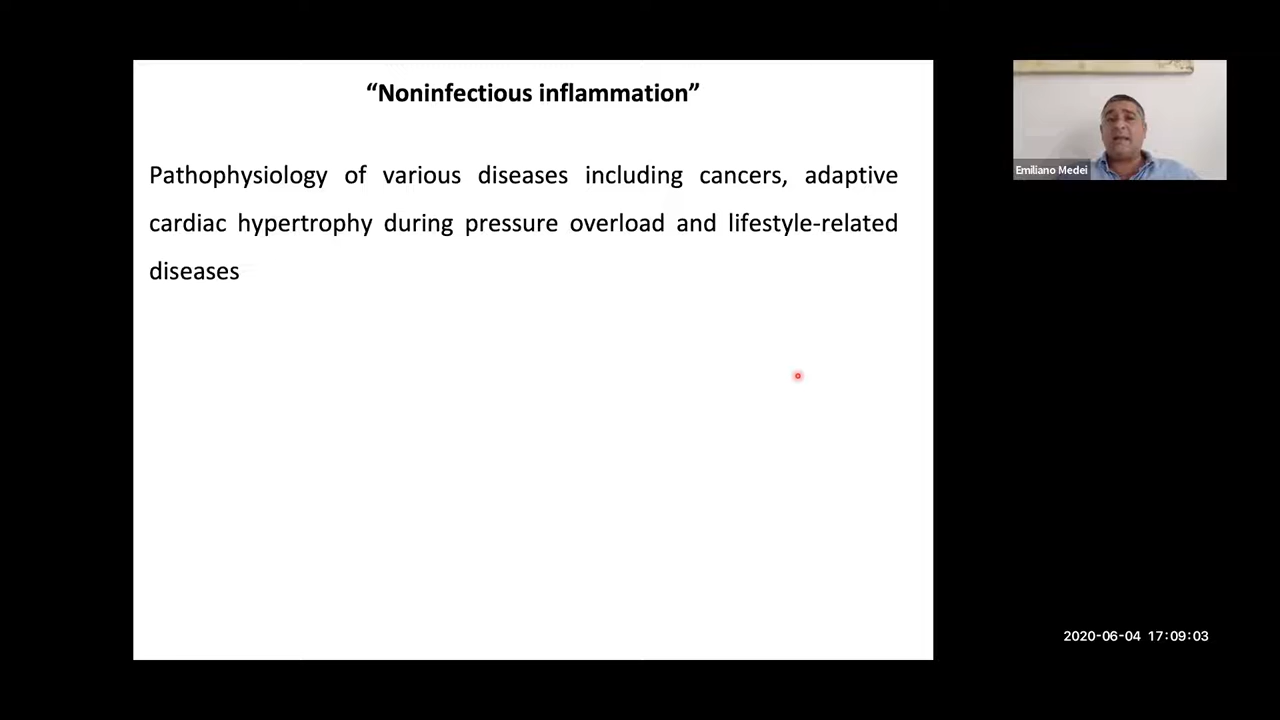 “Noninfectious inflammation”
Pathophysiology of various diseases including cancers, adaptive
cardiac hypertrophy during pressure overload and lifestyle-related
diseases
Emiliano Medei
2020-06-04 17:09:03